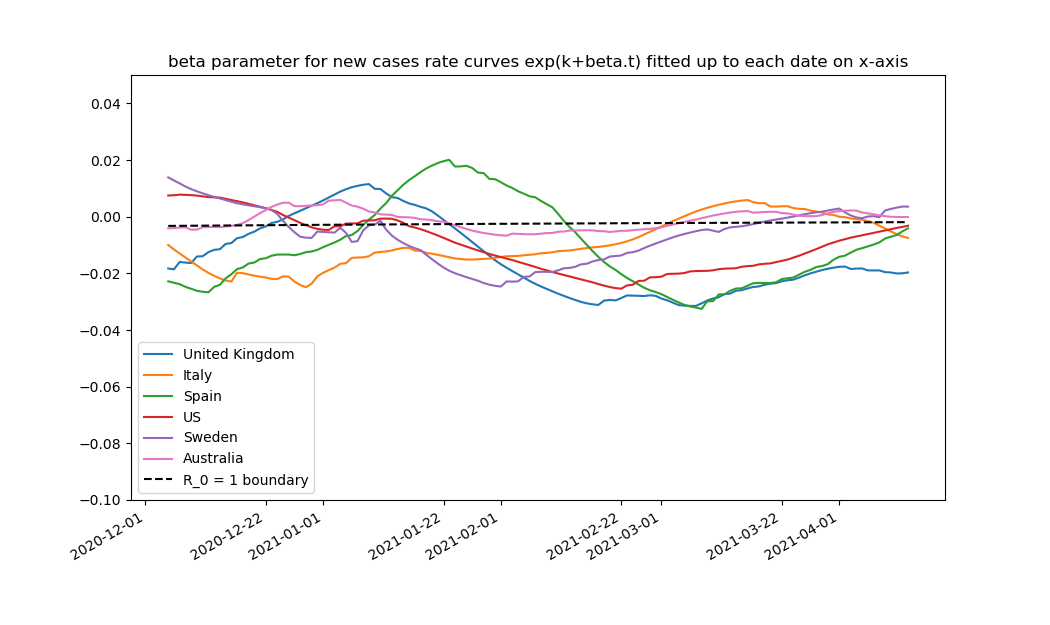 beta parameter for new cases rate curves exp(k+beta.t) fitted up to each date on x-axis
0.04
0.02
0.00
−0.02
−0.04
−0.06
−0.08
−0.10
United Kingdom
Italy
Spain
US
Sweden
Australia
R_0 = 1 boundary
2020-12-01
2020-12-22
2021-01-01
2021-01-22
2021-02-01
2021-02-22
2021-03-01
2021-03-22
2021-04-01